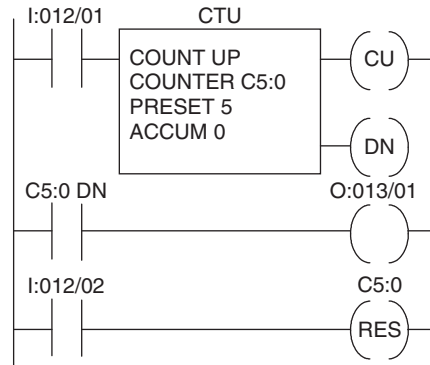 I:012/01 CTU
COUNT UP
COUNTER C5:0
PRESET 5
ACCUM 0
CU
DN
C5:0 DN O:013/01
I:012/02 C5:0
RES